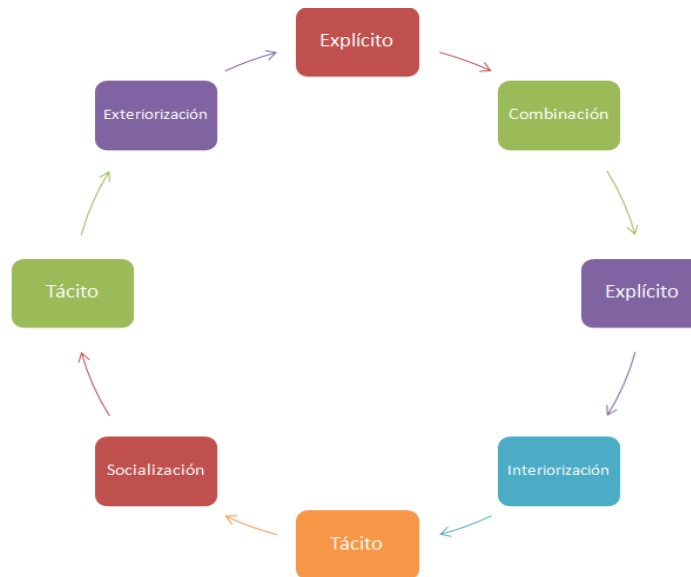 Explícito
Combinación
Explícito
Interiorización
Tácito
Socialización
Tácito
Exteriorización